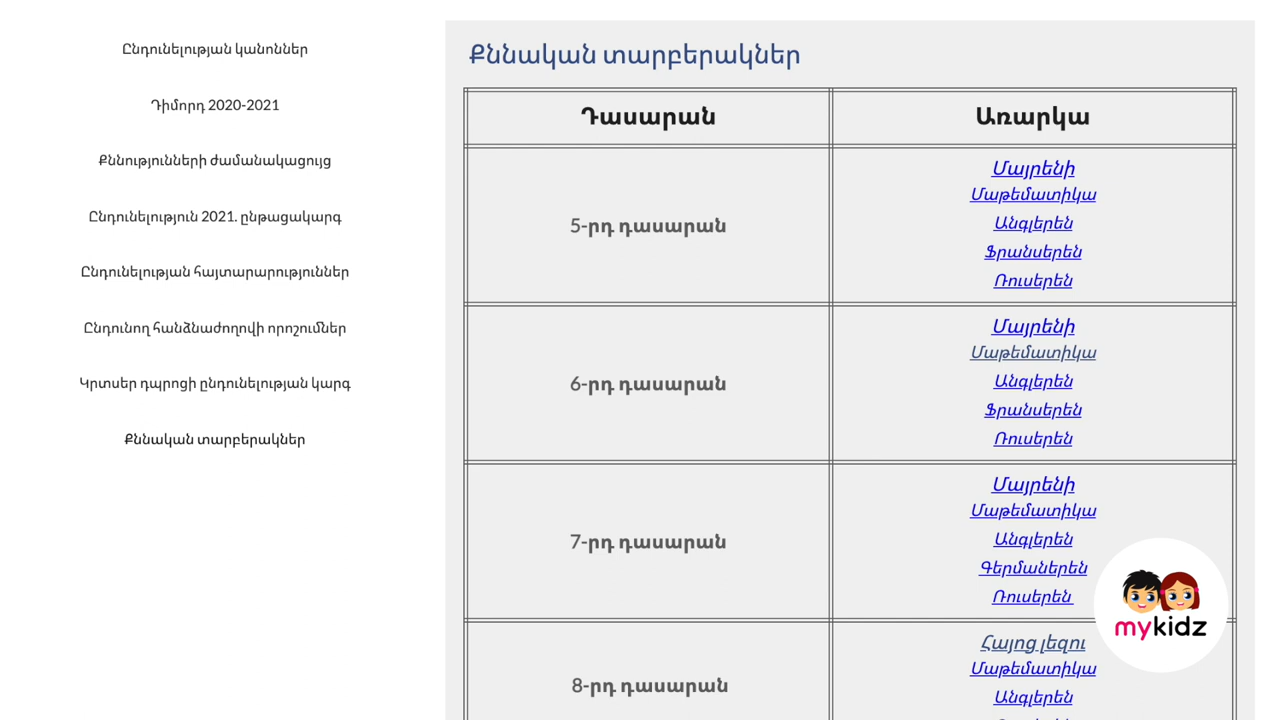 Ընդունելության կանոններ
Դիմորդ 2020-2021
Քննությունների ժամանակացույց
Ընդունելություն 2021. ընթացակարգ
Ընդունելության հայտարարություններ
Ընդունող հանձնաժողովի որոշումներ
Կրտսեր դպրոցի ընդունելության կարգ
Քննական տարբերակներ
Քննական տարբերակներ
Դասարան
Առարկա
5-րդ դասարան
Մայրենի
Մաթեմատիկա
Անգլերեն
Ֆրանսերեն
Ռուսերեն
6-րդ դասարան
Մայրենի
Մաթեմատիկա
Անգլերեն
Ֆրանսերեն
Ռուսերեն
7-րդ դասարան
Մայրենի
Մաթեմատիկա
Անգլերեն
Գերմաներեն
Ռուսերեն
8-րդ դասարան
Հայոց լեզու
Մաթեմատիկա
Անգլերեն
mykidz